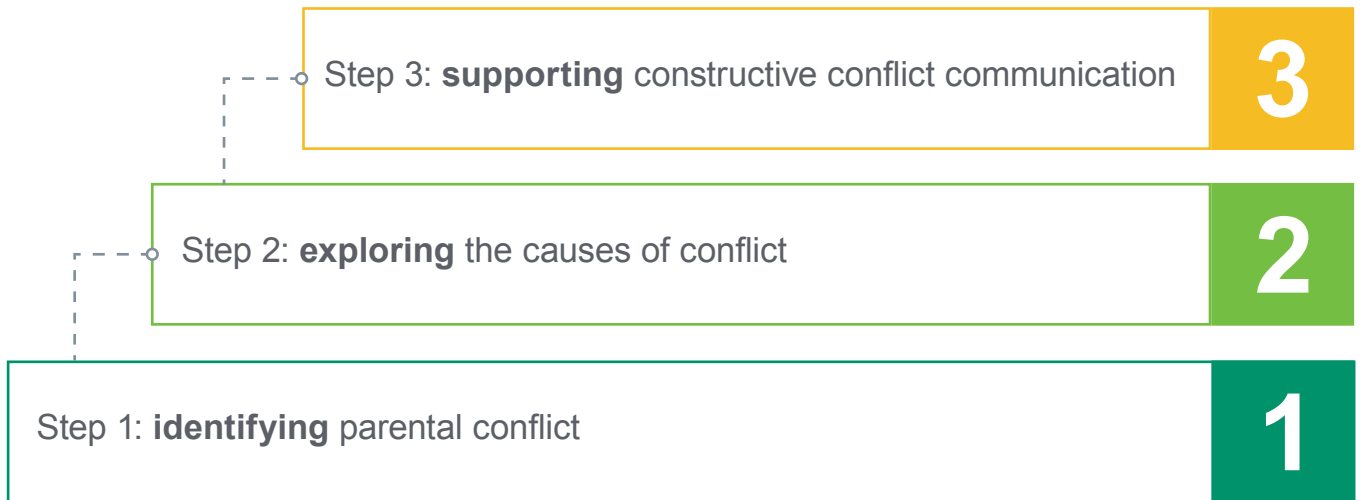 Step 3: supporting constructive conflict communication
3
Step 2: exploring the causes of conflict
2
Step 1: identifying parental conflict
1